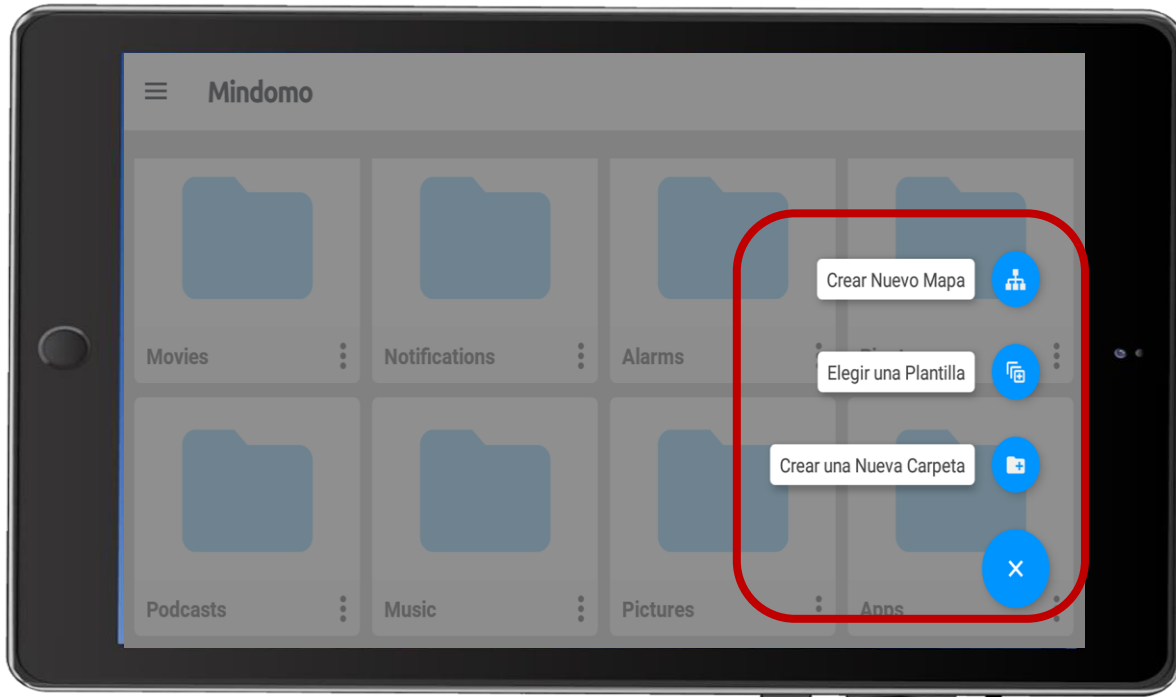 Mindomo
Crear Nuevo Mapa
Movies
Notifications
Alarms
Elegir una Plantilla
Crear una Nueva Carpeta
Podcasts
Music
Pictures
Apps